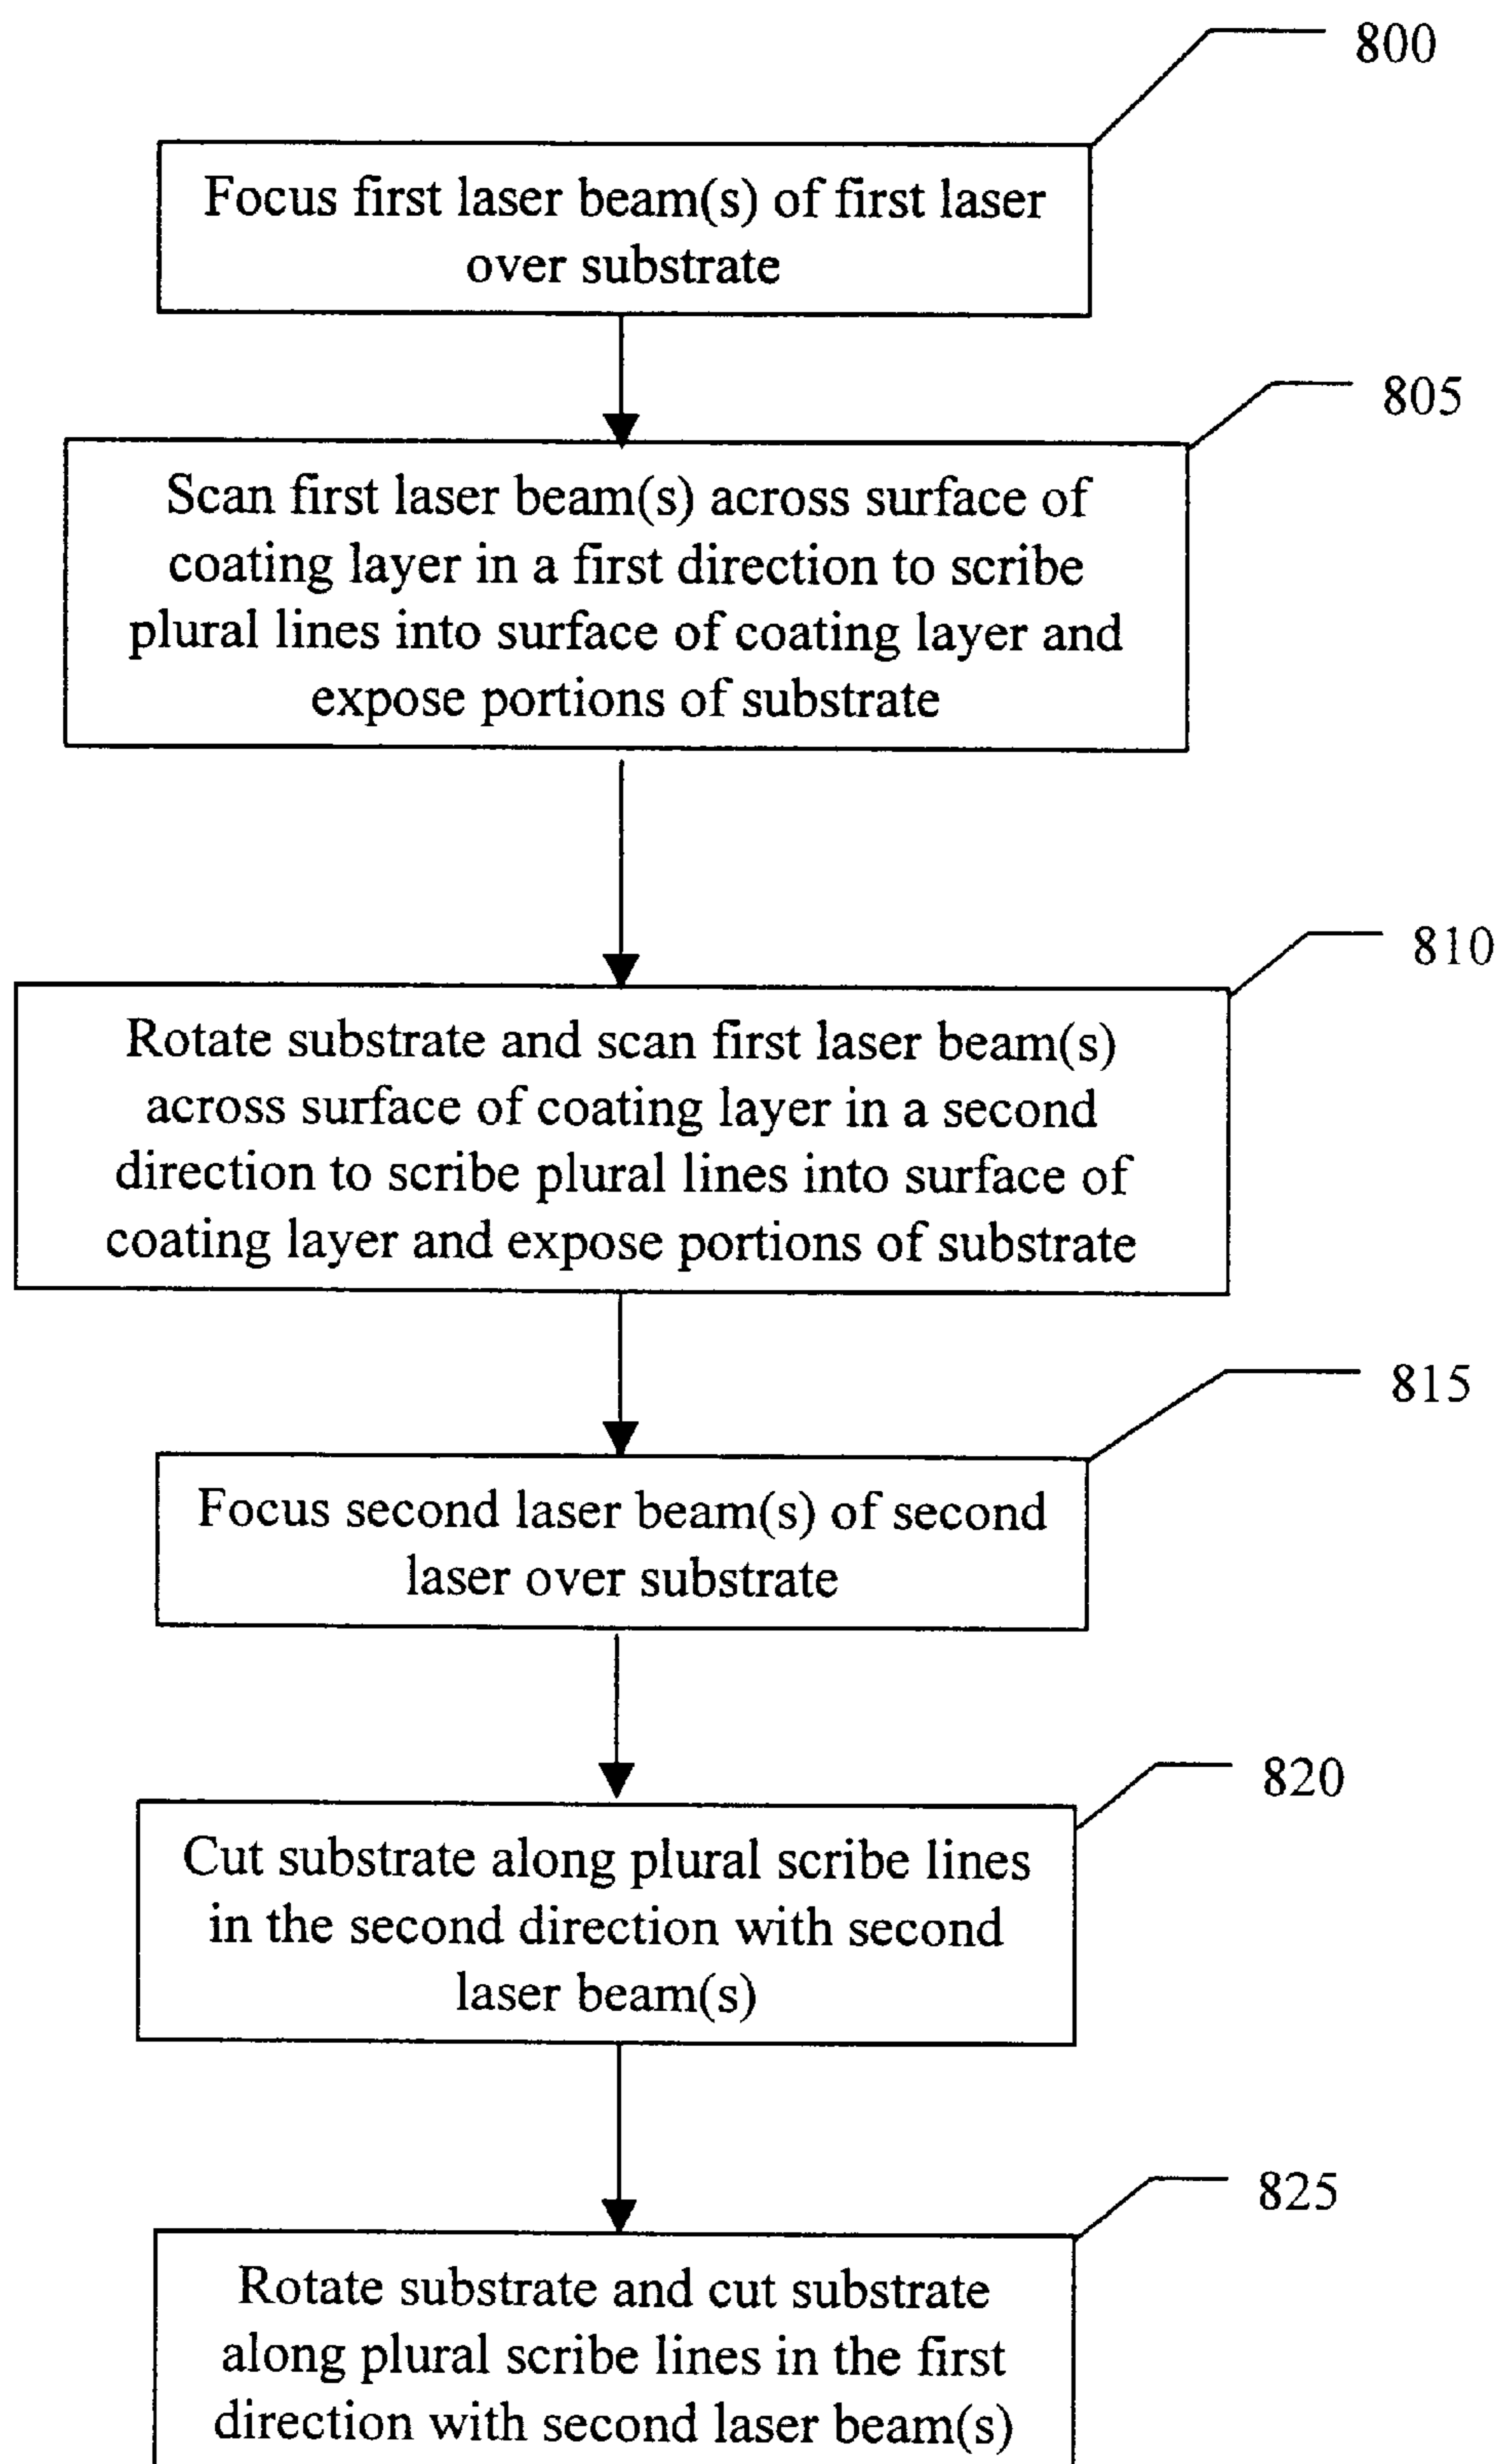 800
Focus first laser beam(s) of first laser
over substrate
805
Scan first laser beam(s) across surface of
coating layer in a first direction to scribe
plural lines into surface of coating layer and
expose portions of substrate
810
Rotate substrate and scan first laser beam(s)
across surface of coating layer in a second
direction to scribe plural lines into surface of
coating layer and expose portions of substrate
815
Focus second laser beam(s) of second
laser over substrate
820
Cut substrate along plural scribe lines
in the second direction with second
laser beam(s)
825
Rotate substrate and cut substrate
along plural scribe lines in the first
direction with second laser beam(s)